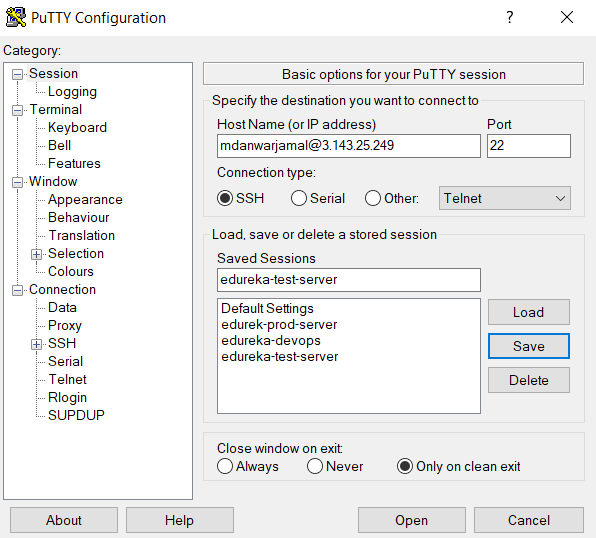 PuTTY Configuration
?
Category:
Session
Logging
Terminal
Keyboard
Bell
Features
Window
Appearance
Behaviour
Translation
Selection
Colours
Connection
Data
Proxy
SSH
Serial
Telnet
Rlogin
SUPDUP
Basic options for your PuTTY session
Specify the destination you want to connect to
Host Name (or IP address) Port
mdanwarjamal@3.143.25.249 22
Connection type:
SSH Serial Other: Telnet
Load, save or delete a stored session
Saved Sessions
edureka-test-server
Default Settings
edurek-prod-server
edureka-devops
edureka-test-server
Load
Save
Delete
Close window on exit:
Always Never Only on clean exit
About Help Open Cancel